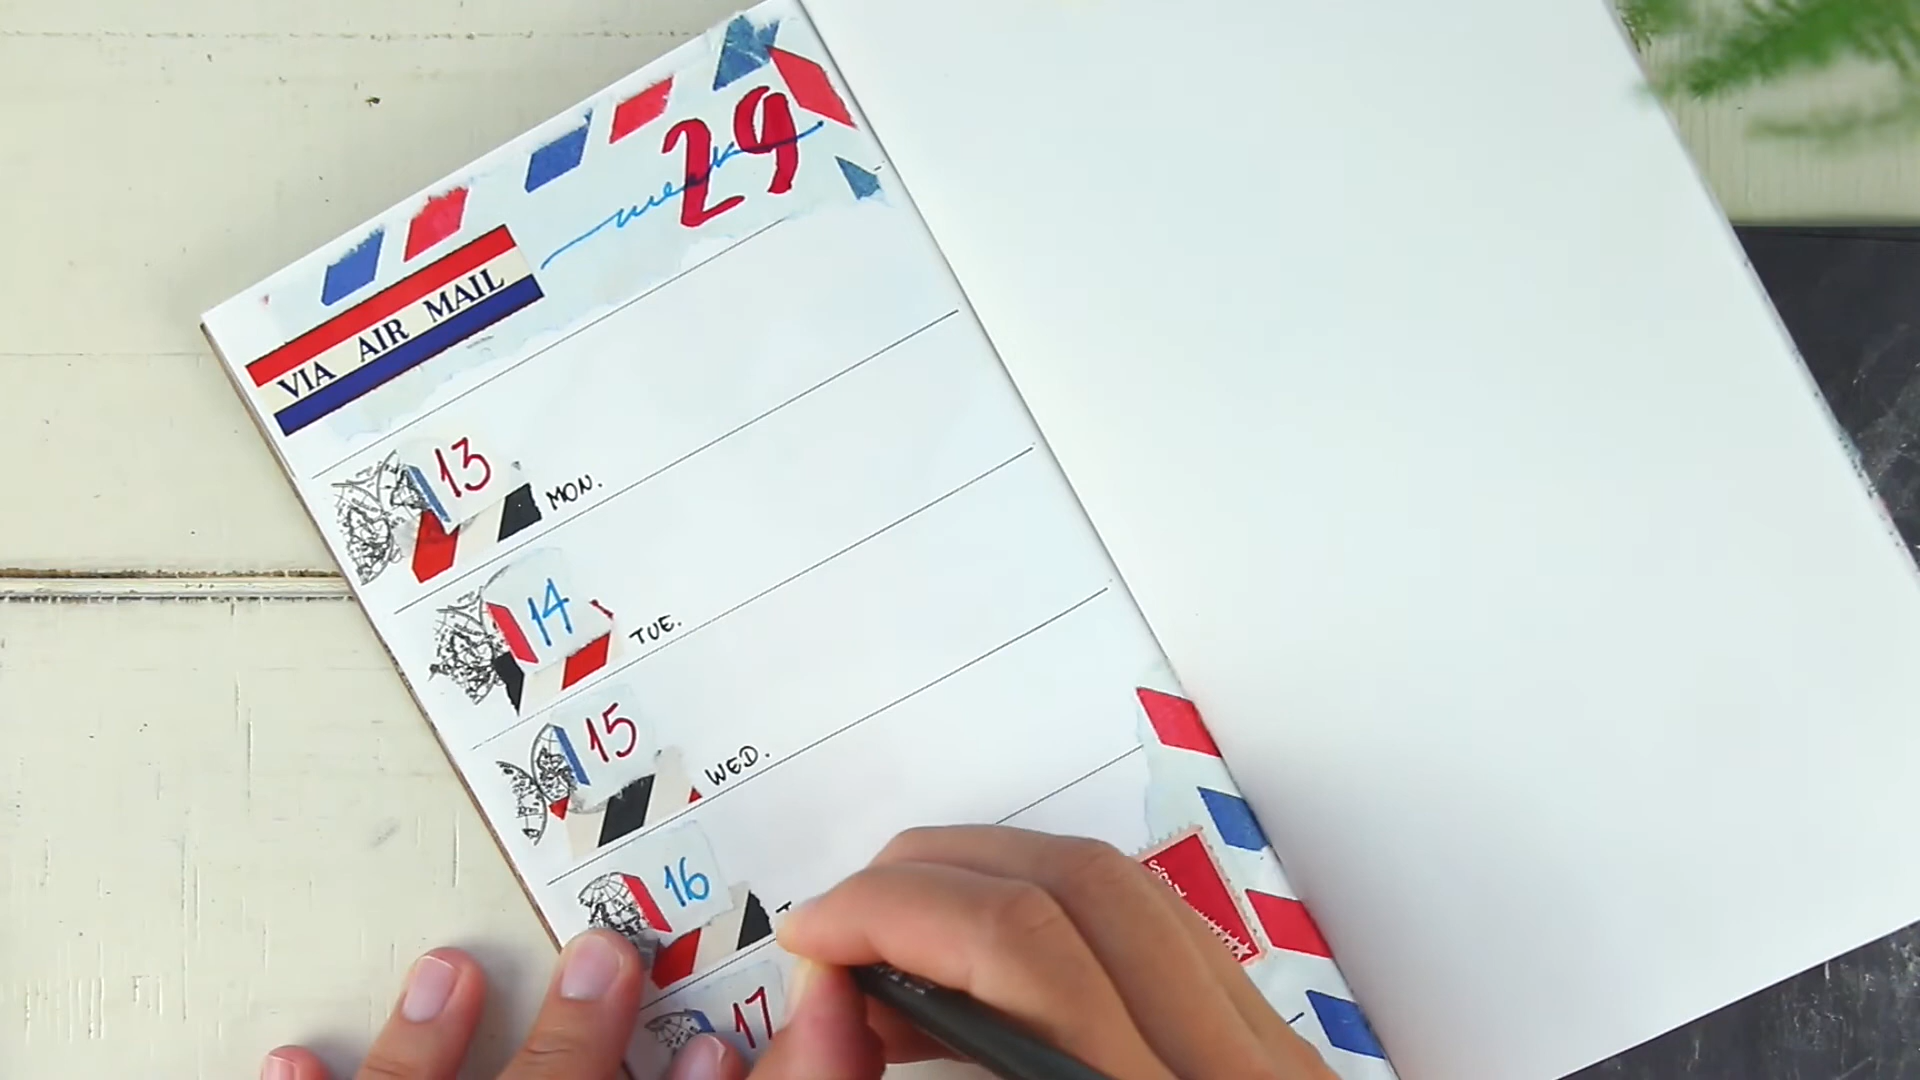 29
week
VIA AIR MAIL
13 MON.
14 TUE.
15 WED.
16 T
17